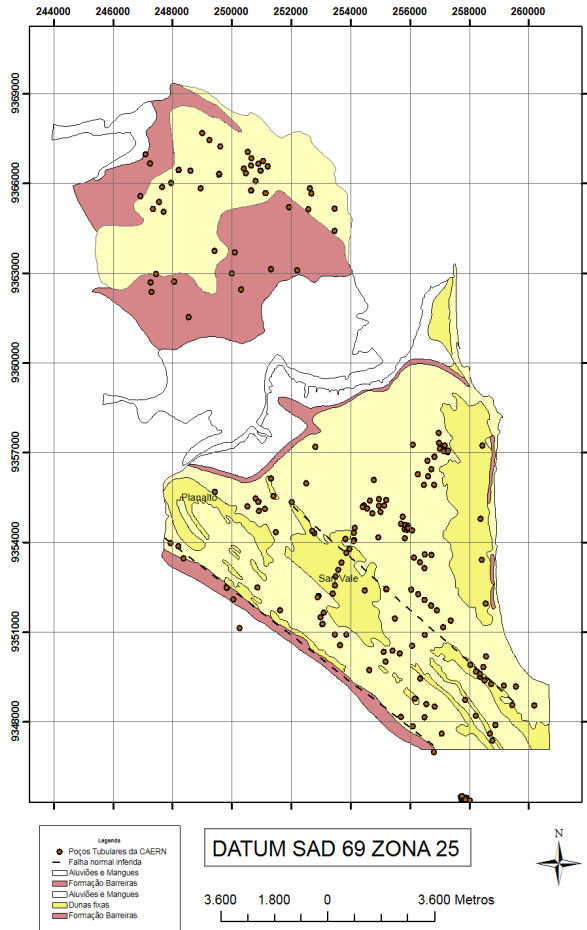 244000 246000 248000 250000 252000 254000 256000 258000 260000
9369000
9366000
9363000
9360000
9357000
9354000
9351000
9348000
Planalto
San Vale
Legenda
Poços Tubulares da CAERN
Falha normal inferida
Aluviões e Mangues
Formação Barreiras
Aluviões e Mangues
Dunas fixas
Formação Barreiras
DATUM SAD 69 ZONA 25
3.600 1.800 0 3.600 Metros
N
W E
S